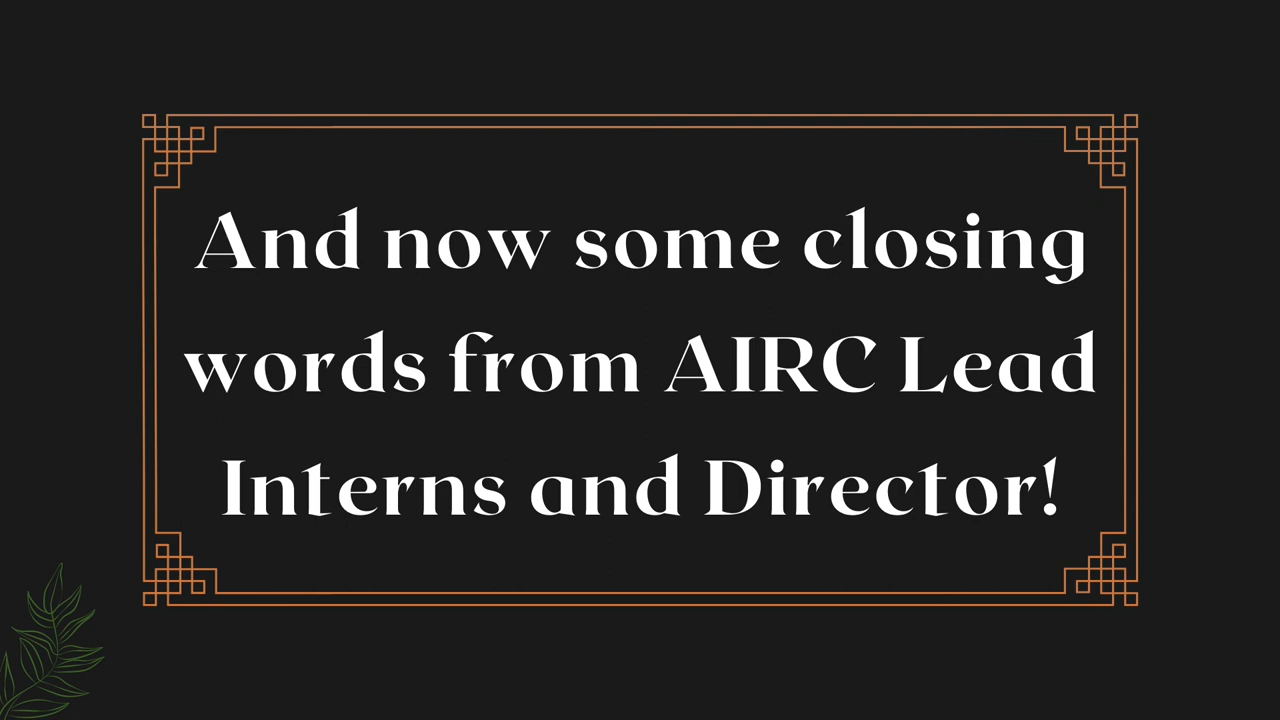 And now some closing
words from AIRC Lead
Interns and Director!